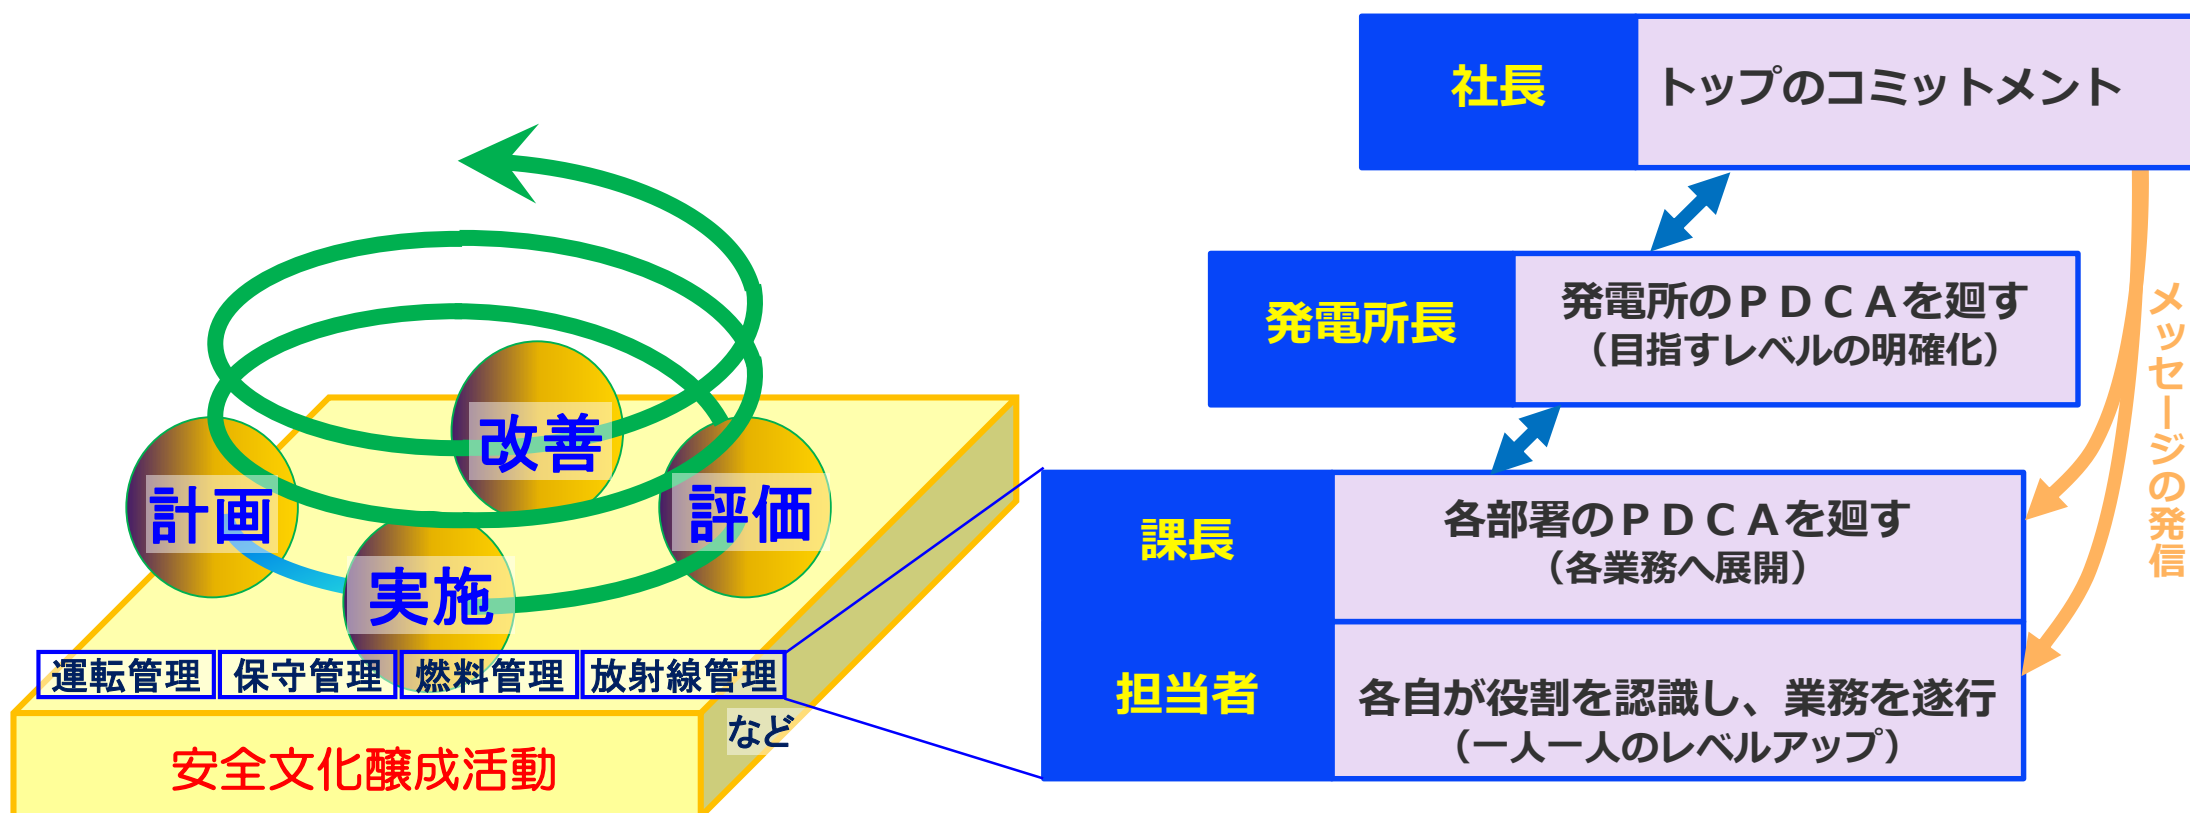 改善
計画
評価
実施
運転管理
保守管理
燃料管理
放射線管理
など
安全文化醸成活動
社長
トップのコミットメント
発電所長
発電所のＰＤＣＡを廻す
（目指すレベルの明確化）
課長
各部署のＰＤＣＡを廻す
（各業務へ展開）
担当者
各自が役割を認識し、業務を遂行
（一人一人のレベルアップ）
メッセージの発信